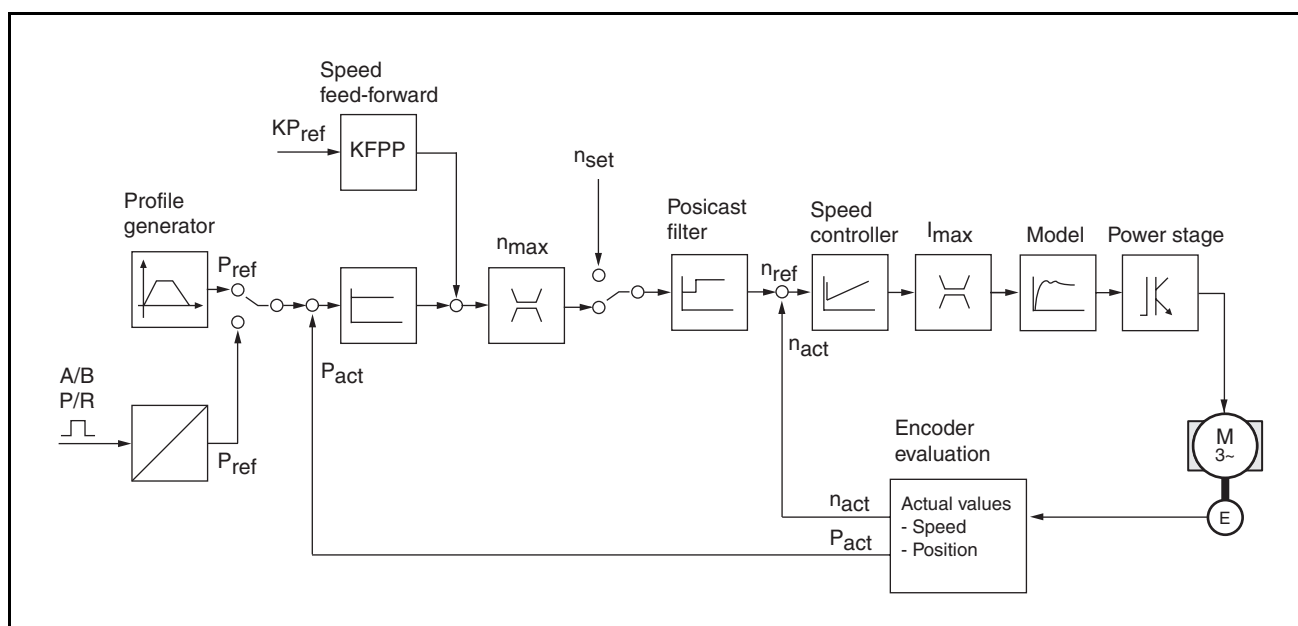 Speed
feed-forward
KPref
KFPP
nset
Profile
generator
Pref
nmax
Posicast
filter
nref
Speed
controller
Imax
Model
Power stage
nact
Pact
A/B
P/R
Pref
M
3~
E
Encoder
evaluation
Actual values
- Speed
- Position
nact
Pact